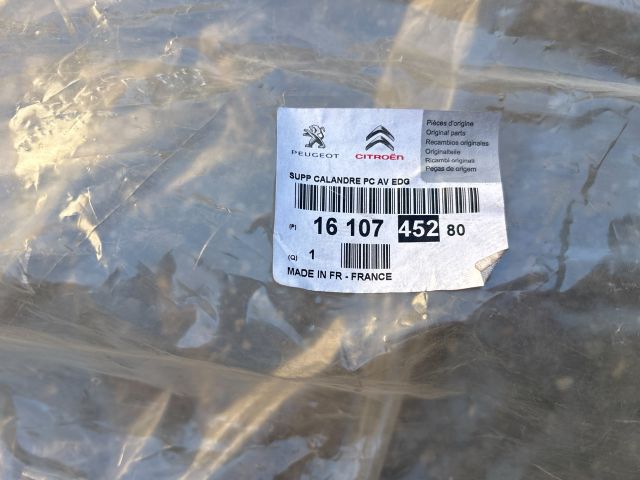 PEUGEOT
CITROËN
Pièces d'origine
Original parts
Recambios originales
Originalteile
Ricambi originali
Peças de origem
SUPP CALANDRE PC AV EDG
(P) 16 107 452 80
(Q) 1
MADE IN FR - FRANCE